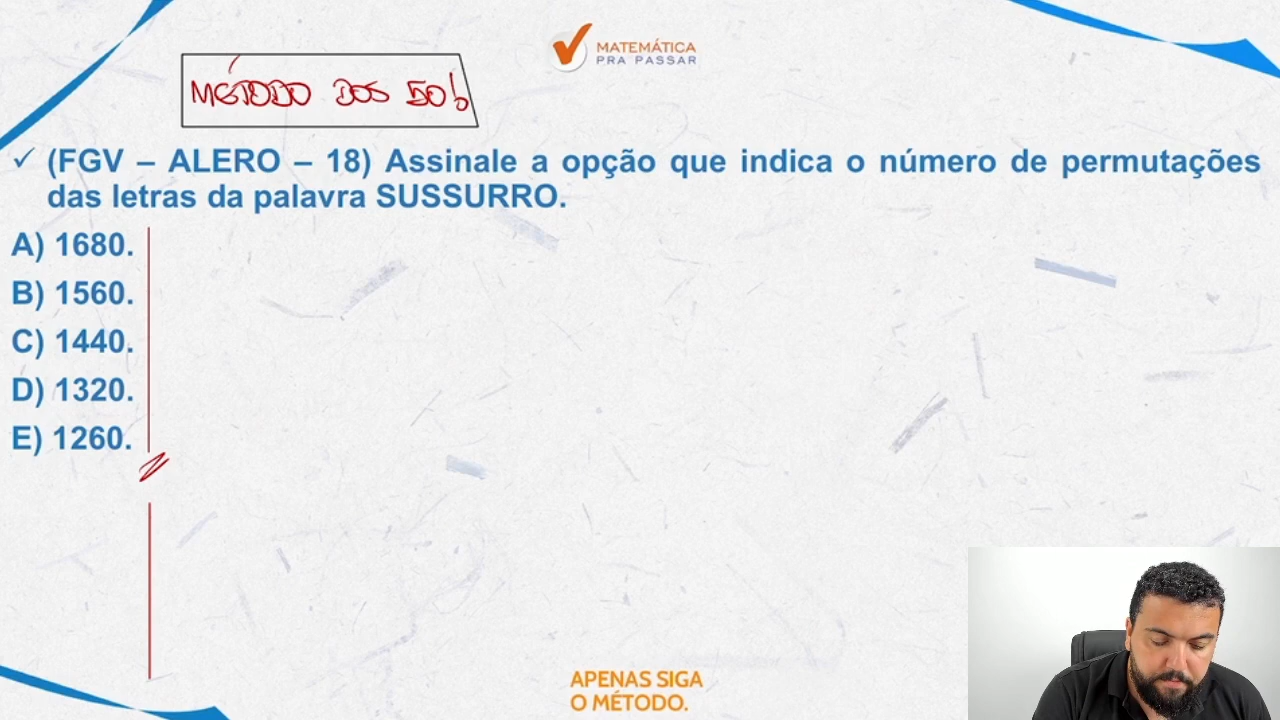 MATEMÁTICA
PRA PASSAR
MÉTODO DOS 50!
✓ (FGV – ALERO – 18) Assinale a opção que indica o número de permutações
das letras da palavra SUSSURRO.
A) 1680.
B) 1560.
C) 1440.
D) 1320.
E) 1260.
APENAS SIGA
O MÉTODO.